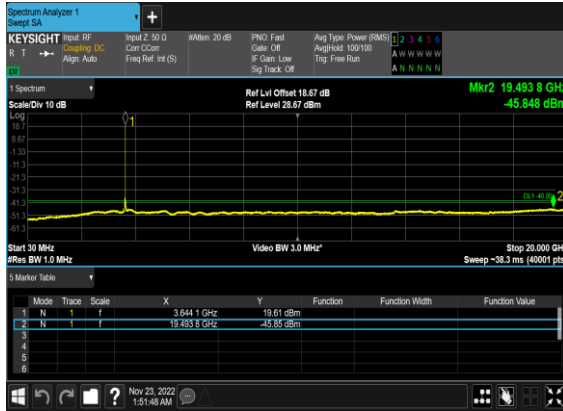 Spectrum Analyzer 1
Swept SA
KEYSIGHT Input: RF Input Z: 50 Ω #Atten: 20 dB PNO: Fast Avg Type: Power (RMS) 1 2 3 4 5 6
R T Coupling: DC Corr CCorr Gate: Off Avg|Hold: 100/100 A W W W W W
Align: Auto Freq Ref: Int (S) IF Gain: Low Trig: Free Run
LU Sig Track: Off A N N N N N
1 Spectrum Ref Lvl Offset 18.67 dB Mkr2 19.493 8 GHz
Scale/Div 10 dB Ref Level 28.67 dBm -45.848 dBm
Log
1
18.7
8.67
-1.33
-11.3
-21.3
-31.3
DL1 -40.00
2
-41.3
-51.3
-61.3
Start 30 MHz Video BW 3.0 MHz* Stop 20.000 GH
#Res BW 1.0 MHz Sweep ~38.3 ms (40001 pts
5 Marker Table
Mode Trace Scale X Y Function Function Width Function Value
1 N 1 f 3.644 1 GHz 19.61 dBm
2 N 1 f 19.493 8 GHz -45.85 dBm
3
4
5
6
? Nov 23, 2022
1:51:48 AM